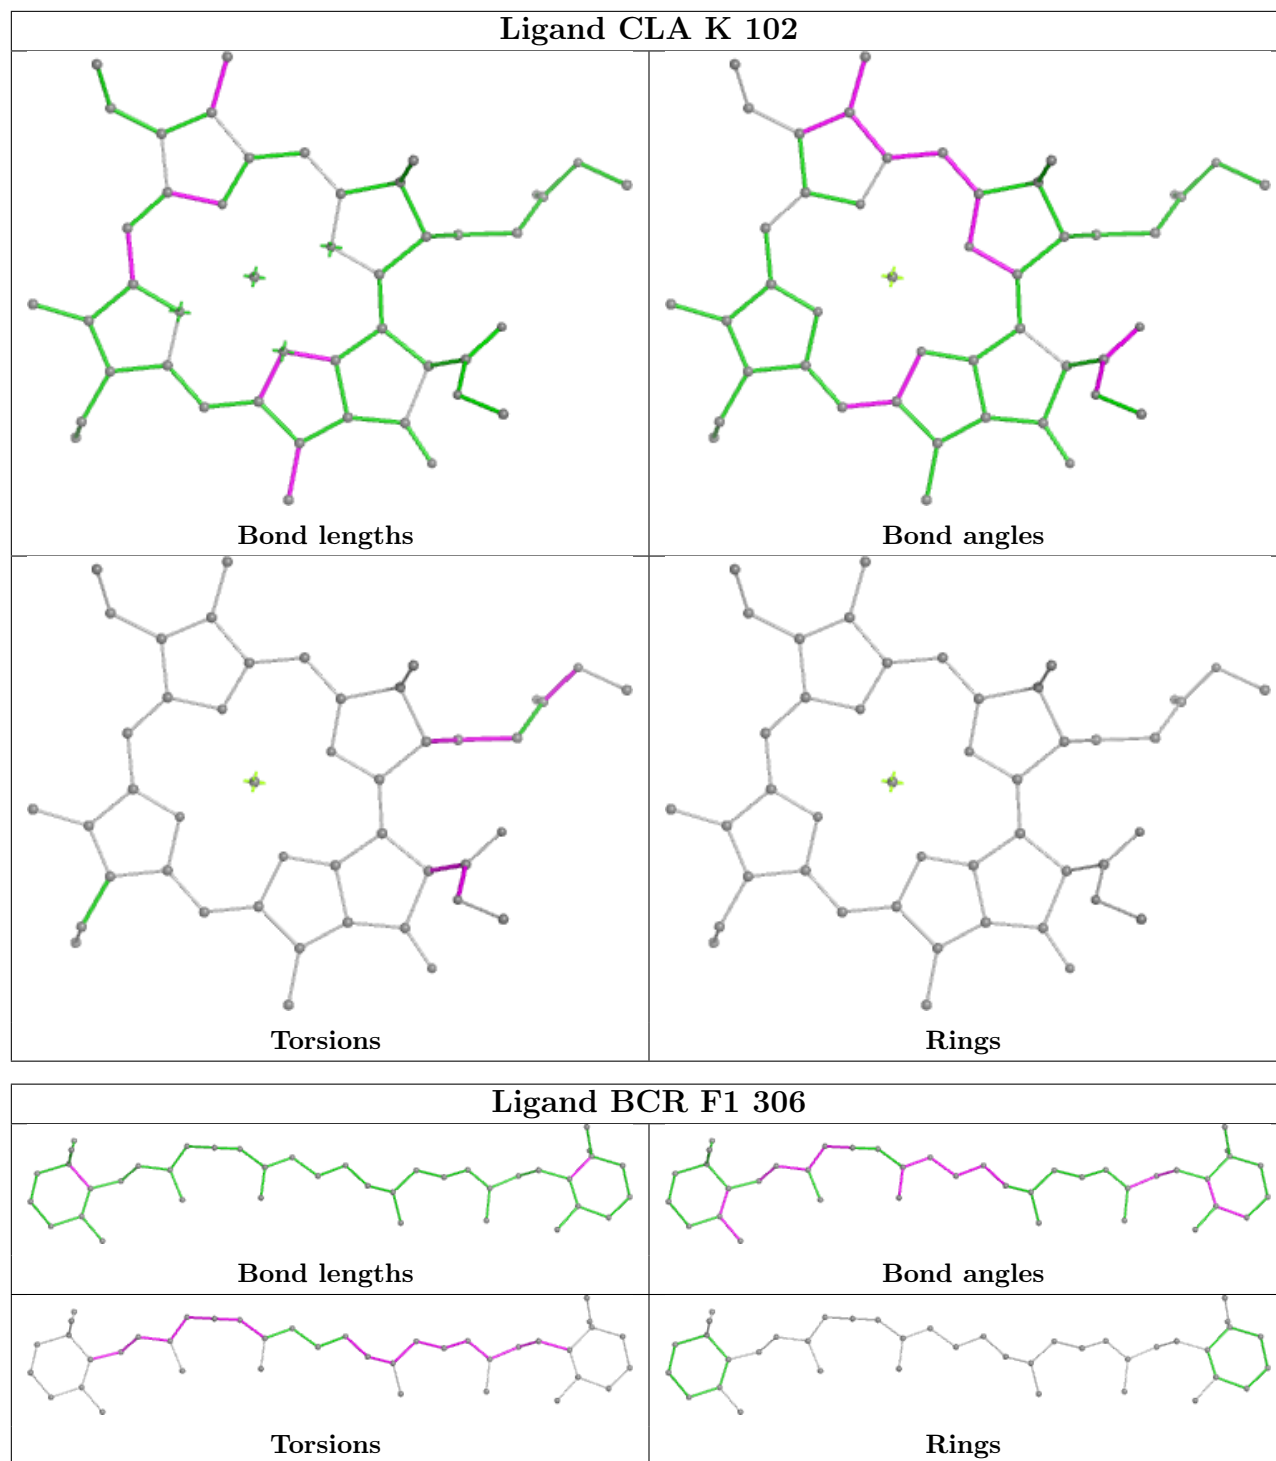 Ligand CLA K 102
Bond lengths
Bond angles
Torsions
Rings
Ligand BCR F1 306
Bond lengths
Bond angles
Torsions
Rings